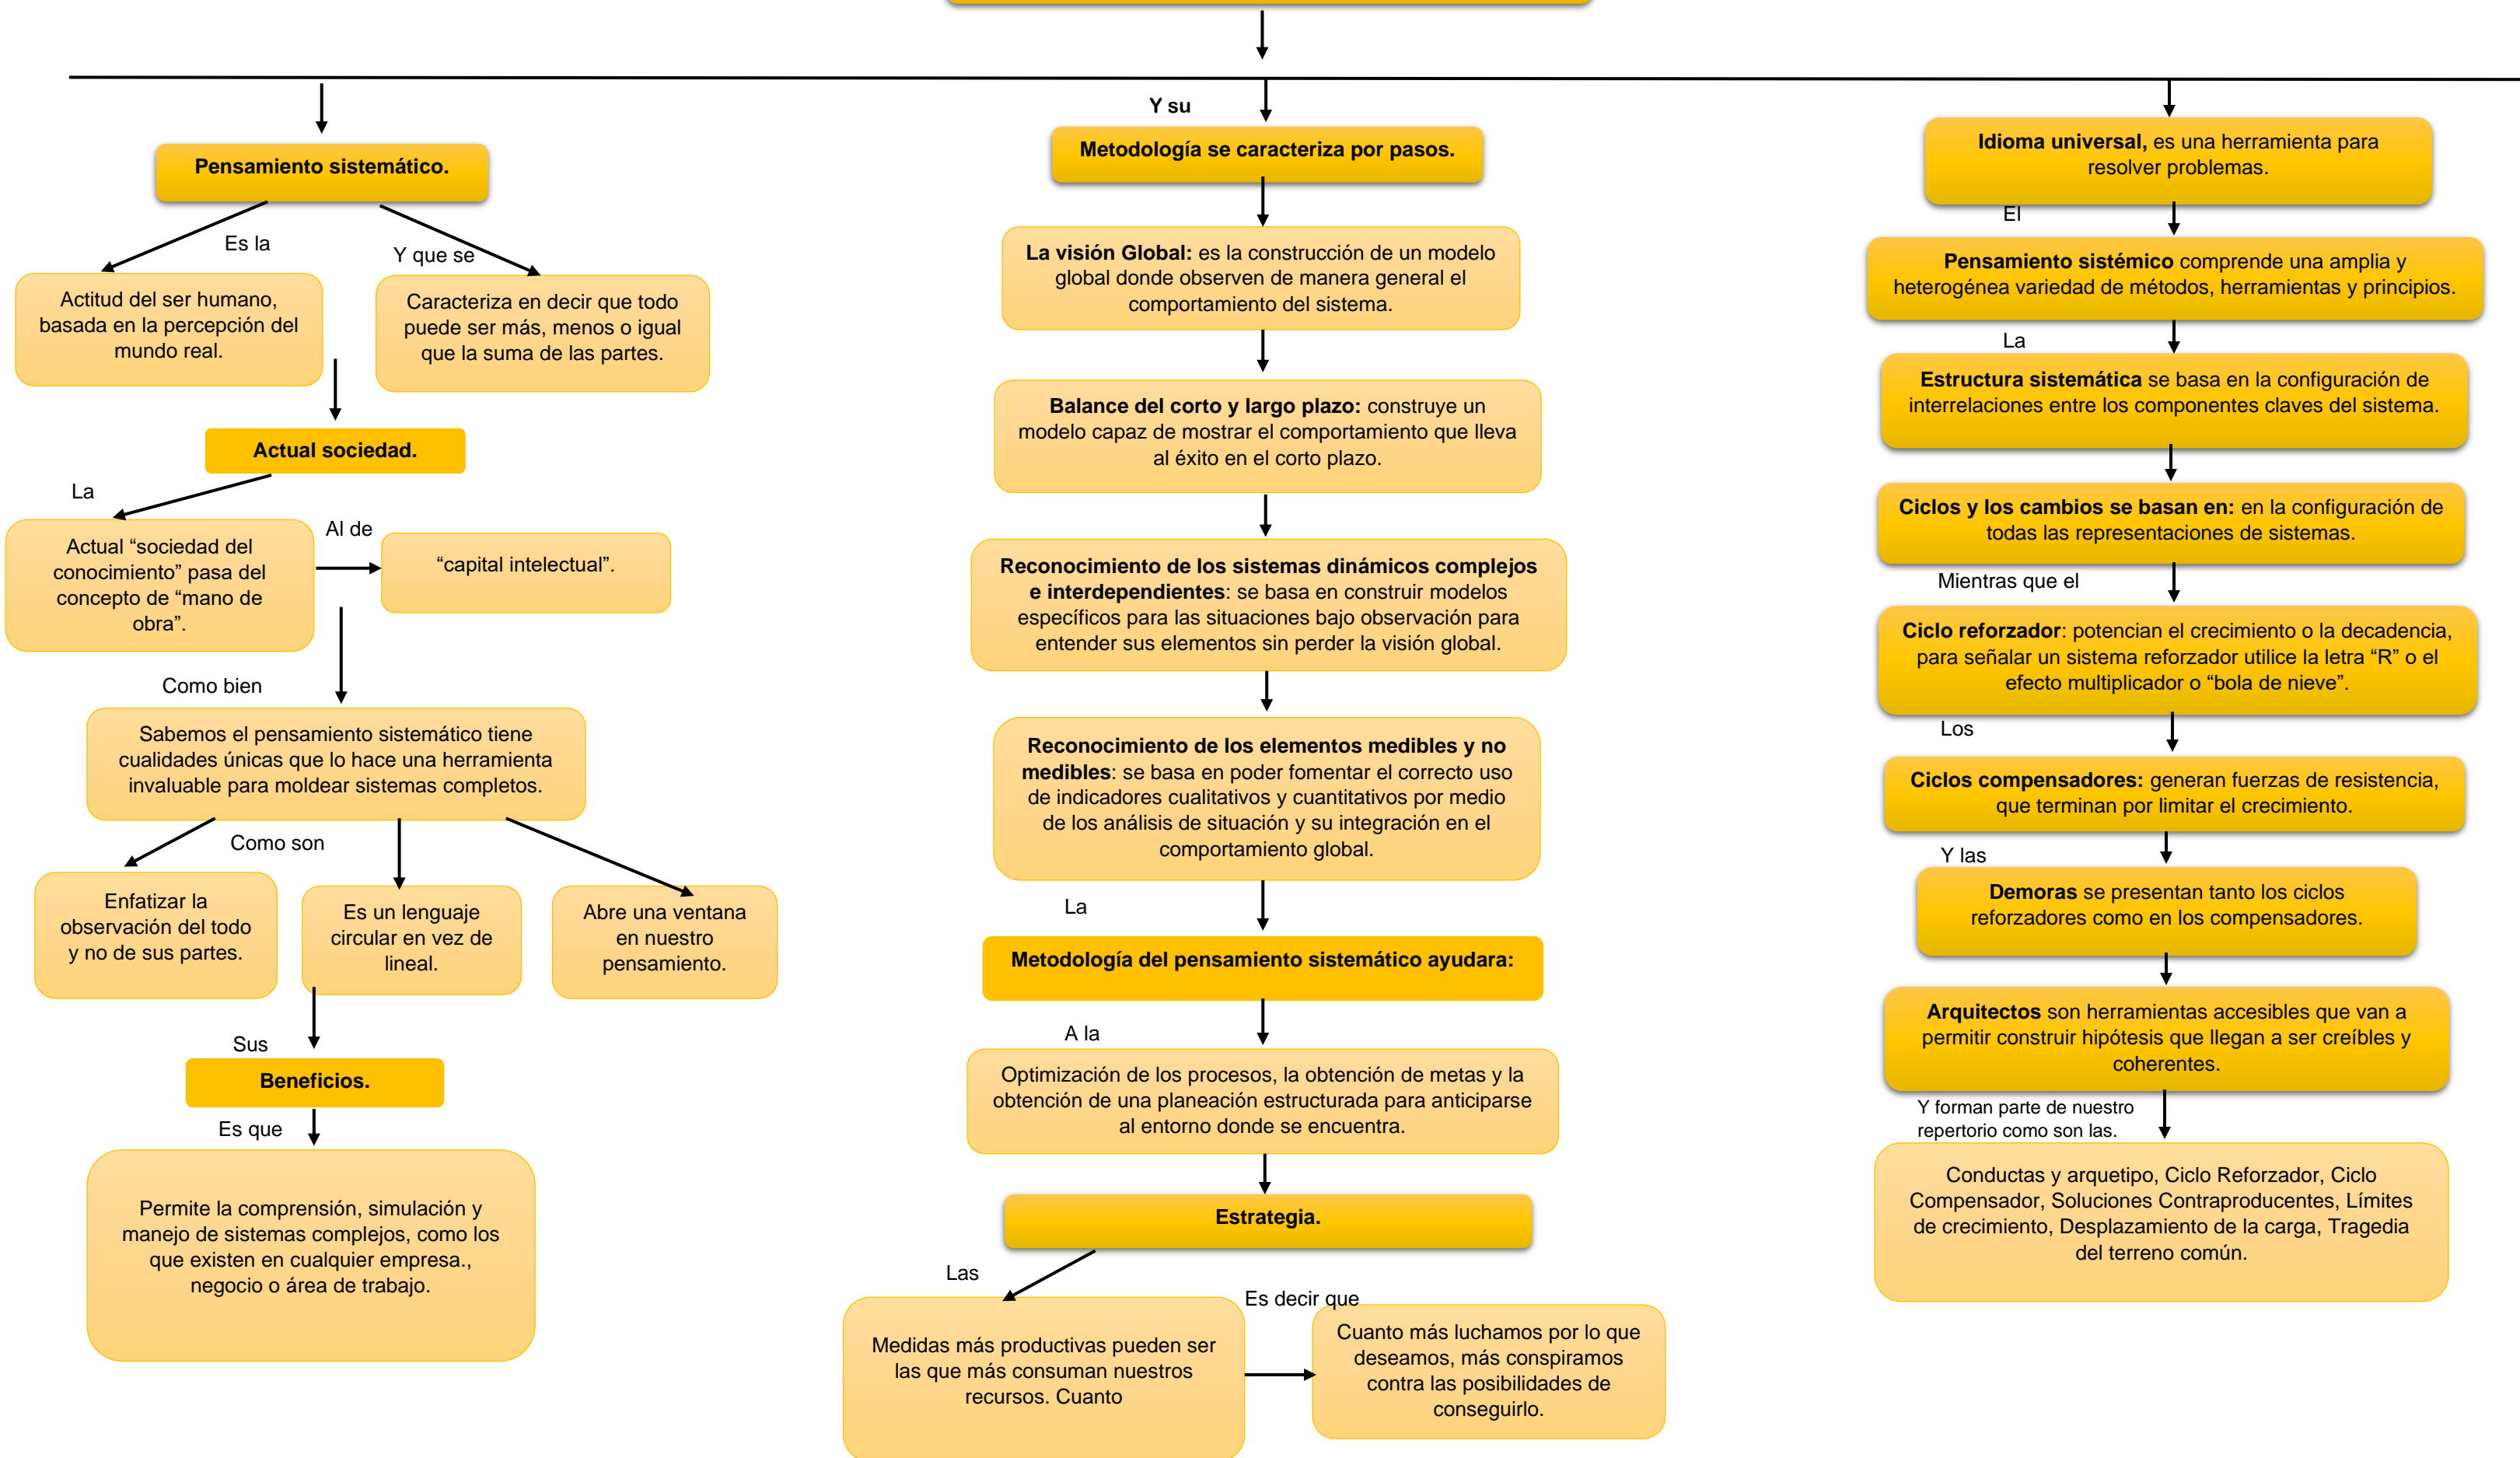 Pensamiento sistemático.
Es la
Y que se
Actitud del ser humano,
basada en la percepción del
mundo real.
Caracteriza en decir que todo
puede ser más, menos o igual
que la suma de las partes.
Actual sociedad.
La
Actual “sociedad del
conocimiento” pasa del
concepto de “mano de
obra”.
Al de
“capital intelectual”.
Como bien
Sabemos el pensamiento sistemático tiene
cualidades únicas que lo hace una herramienta
invaluable para moldear sistemas completos.
Como son
Enfatizar la
observación del todo
y no de sus partes.
Es un lenguaje
circular en vez de
lineal.
Abre una ventana
en nuestro
pensamiento.
Sus
Beneficios.
Es que
Permite la comprensión, simulación y
manejo de sistemas complejos, como los
que existen en cualquier empresa.,
negocio o área de trabajo.
Y su
Metodología se caracteriza por pasos.
La visión Global: es la construcción de un modelo
global donde observen de manera general el
comportamiento del sistema.
Balance del corto y largo plazo: construye un
modelo capaz de mostrar el comportamiento que lleva
al éxito en el corto plazo.
Reconocimiento de los sistemas dinámicos complejos
e interdependientes: se basa en construir modelos
específicos para las situaciones bajo observación para
entender sus elementos sin perder la visión global.
Reconocimiento de los elementos medibles y no
medibles: se basa en poder fomentar el correcto uso
de indicadores cualitativos y cuantitativos por medio
de los análisis de situación y su integración en el
comportamiento global.
La
Metodología del pensamiento sistemático ayudara:
A la
Optimización de los procesos, la obtención de metas y la
obtención de una planeación estructurada para anticiparse
al entorno donde se encuentra.
Estrategia.
Las
Medidas más productivas pueden ser
las que más consuman nuestros
recursos. Cuanto
Es decir que
Cuanto más luchamos por lo que
deseamos, más conspiramos
contra las posibilidades de
conseguirlo.
Idioma universal, es una herramienta para
resolver problemas.
El
Pensamiento sistémico comprende una amplia y
heterogénea variedad de métodos, herramientas y principios.
La
Estructura sistemática se basa en la configuración de
interrelaciones entre los componentes claves del sistema.
Ciclos y los cambios se basan en: en la configuración de
todas las representaciones de sistemas.
Mientras que el
Ciclo reforzador: potencian el crecimiento o la decadencia,
para señalar un sistema reforzador utilice la letra “R” o el
efecto multiplicador o “bola de nieve”.
Los
Ciclos compensadores: generan fuerzas de resistencia,
que terminan por limitar el crecimiento.
Y las
Demoras se presentan tanto los ciclos
reforzadores como en los compensadores.
Arquitectos son herramientas accesibles que van a
permitir construir hipótesis que llegan a ser creíbles y
coherentes.
Y forman parte de nuestro
repertorio como son las.
Conductas y arquetipo, Ciclo Reforzador, Ciclo
Compensador, Soluciones Contraproducentes, Límites
de crecimiento, Desplazamiento de la carga, Tragedia
del terreno común.